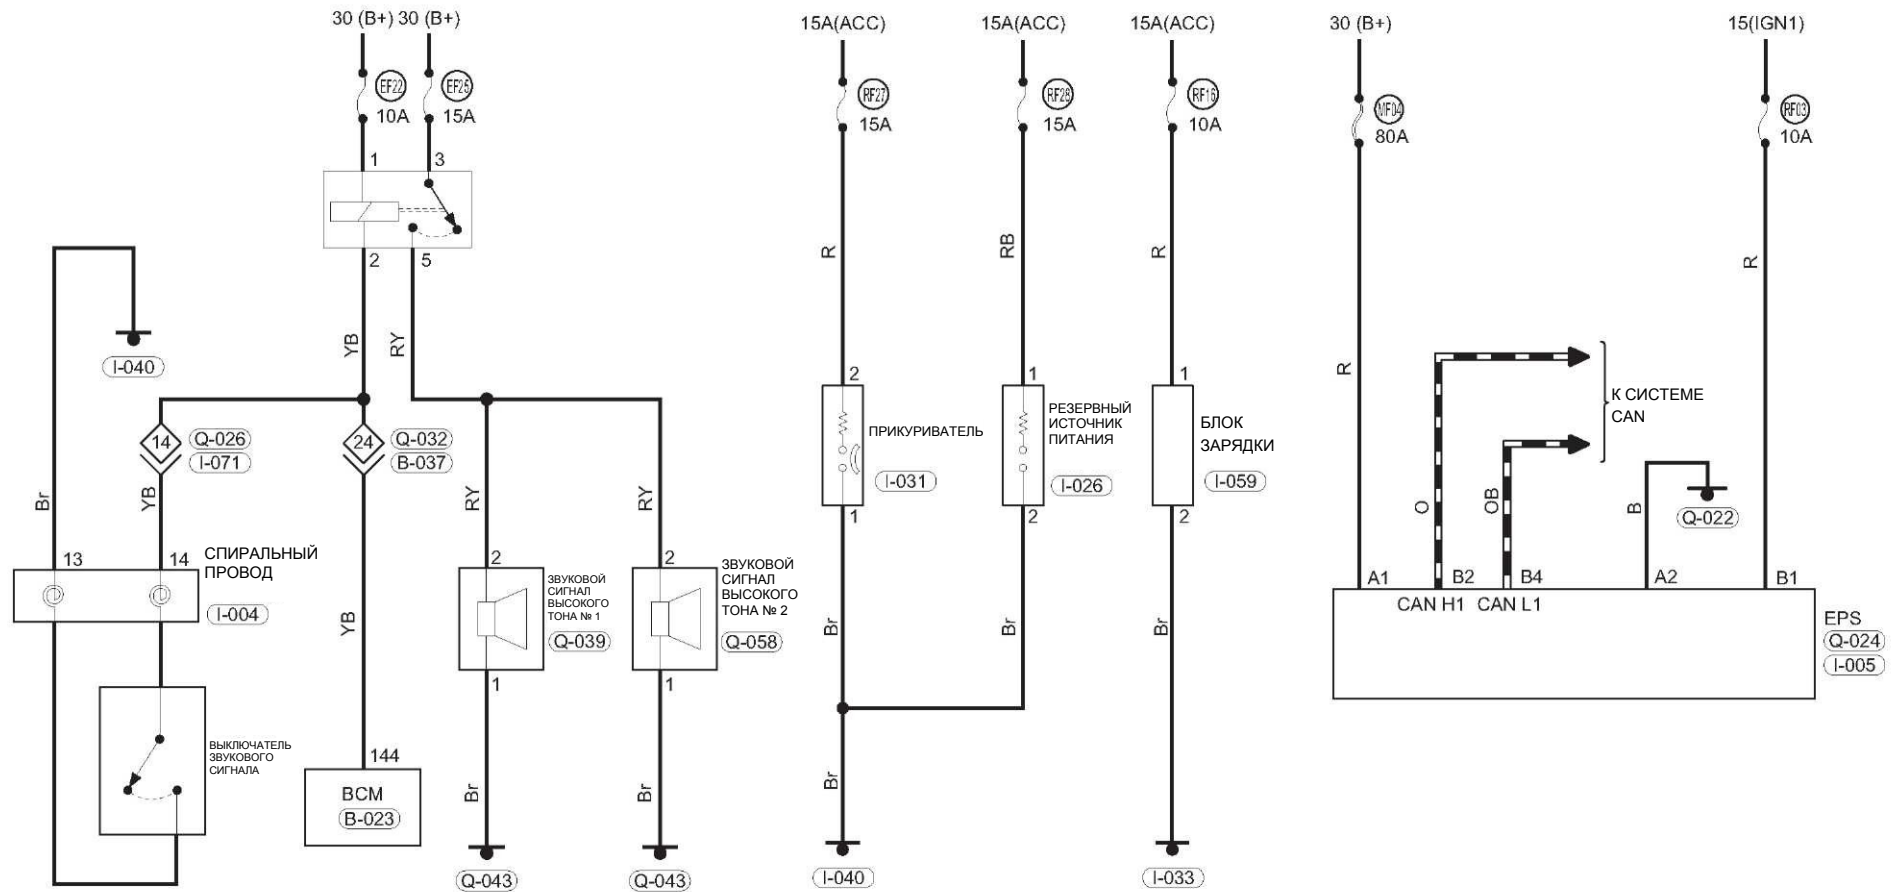 30 (B+) 30 (B+)
15A(ACC)
15A(ACC)
15A(ACC)
30 (B+)
15(IGN1)
EF22
10A
EF25
15A
RF27
15A
RF28
15A
RF16
10A
MF04
80A
RF03
10A
1
3
2
5
I-040
YB
RY
R
RB
R
R
R
14
Q-026
I-071
24
Q-032
B-037
Br
YB
RY
RY
2
ПРИКУРИВАТЕЛЬ
I-031
1
1
РЕЗЕРВНЫЙ
ИСТОЧНИК
ПИТАНИЯ
I-026
2
1
БЛОК
ЗАРЯДКИ
I-059
2
К СИСТЕМЕ
CAN
O
OB
B
Q-022
13
14
СПИРАЛЬНЫЙ
ПРОВОД
I-004
YB
2
ЗВУКОВОЙ
СИГНАЛ
ВЫСОКОГО
ТОНА № 1
Q-039
1
2
ЗВУКОВОЙ
СИГНАЛ
ВЫСОКОГО
ТОНА № 2
Q-058
1
Br
Br
Br
A1
B2
B4
A2
B1
CAN H1
CAN L1
EPS
Q-024
I-005
ВЫКЛЮЧАТЕЛЬ
ЗВУКОВОГО
СИГНАЛА
144
BCM
B-023
Br
Br
Br
Q-043
Q-043
I-040
I-033